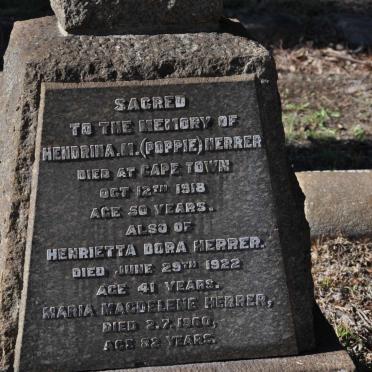 SACRED
TO THE MEMORY OF
HENDRINA. M. (POPPIE) HERRER
DIED AT CAPE TOWN
OCT 12TH 1918
AGE 50 YEARS.
ALSO OF
HENRIETTA DORA HERRER.
DIED JUNE 29TH 1922
AGE 41 YEARS.
MARIA MAGDELENE HERRER,
DIED 2.7.1960,
AGE 82 YEARS.